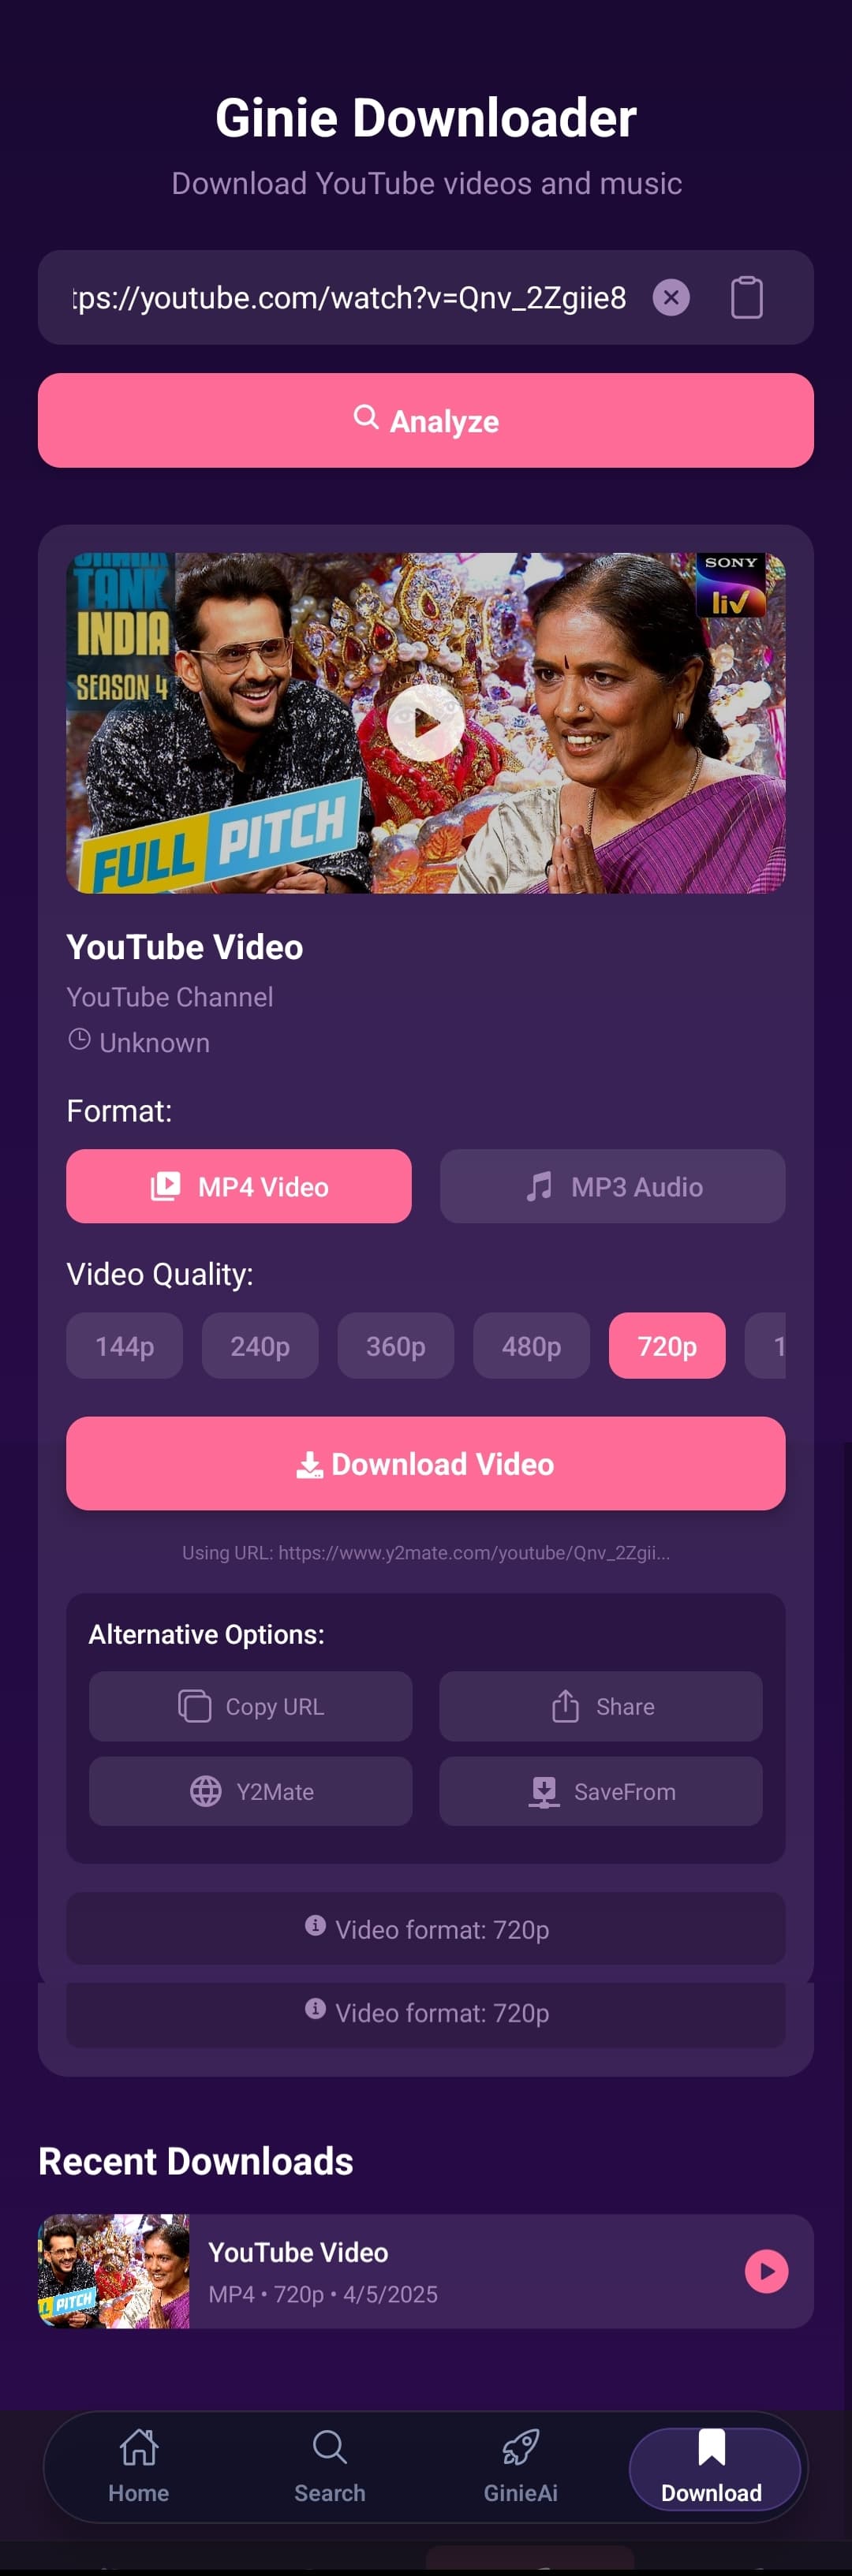 Ginie Downloader
Download YouTube videos and music
tps://youtube.com/watch?v=Qnv_2Zgiie8
Analyze
TANK
INDIA
SEASON 4
SONY
liv
FULL PITCH
YouTube Video
YouTube Channel
Unknown
Format:
MP4 Video
MP3 Audio
Video Quality:
144p
240p
360p
480p
720p
1
Download Video
Using URL: https://www.y2mate.com/youtube/Qnv_2Zgii...
Alternative Options:
Copy URL
Share
Y2Mate
SaveFrom
Video format: 720p
Video format: 720p
Recent Downloads
L PITCH
YouTube Video
MP4 • 720p • 4/5/2025
Home
Search
GinieAi
Download